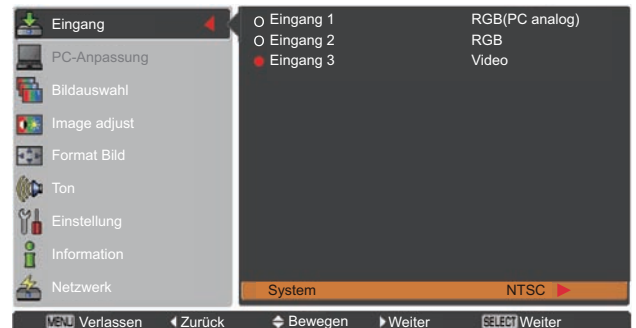 Eingang
PC-Anpassung
Bildauswahl
Image adjust
Format Bild
Ton
Einstellung
Information
Netzwerk
Eingang 1 RGB(PC analog)
Eingang 2 RGB
Eingang 3 Video
System NTSC
MENU Verlassen Zurück Bewegen Weiter SELECT Weiter